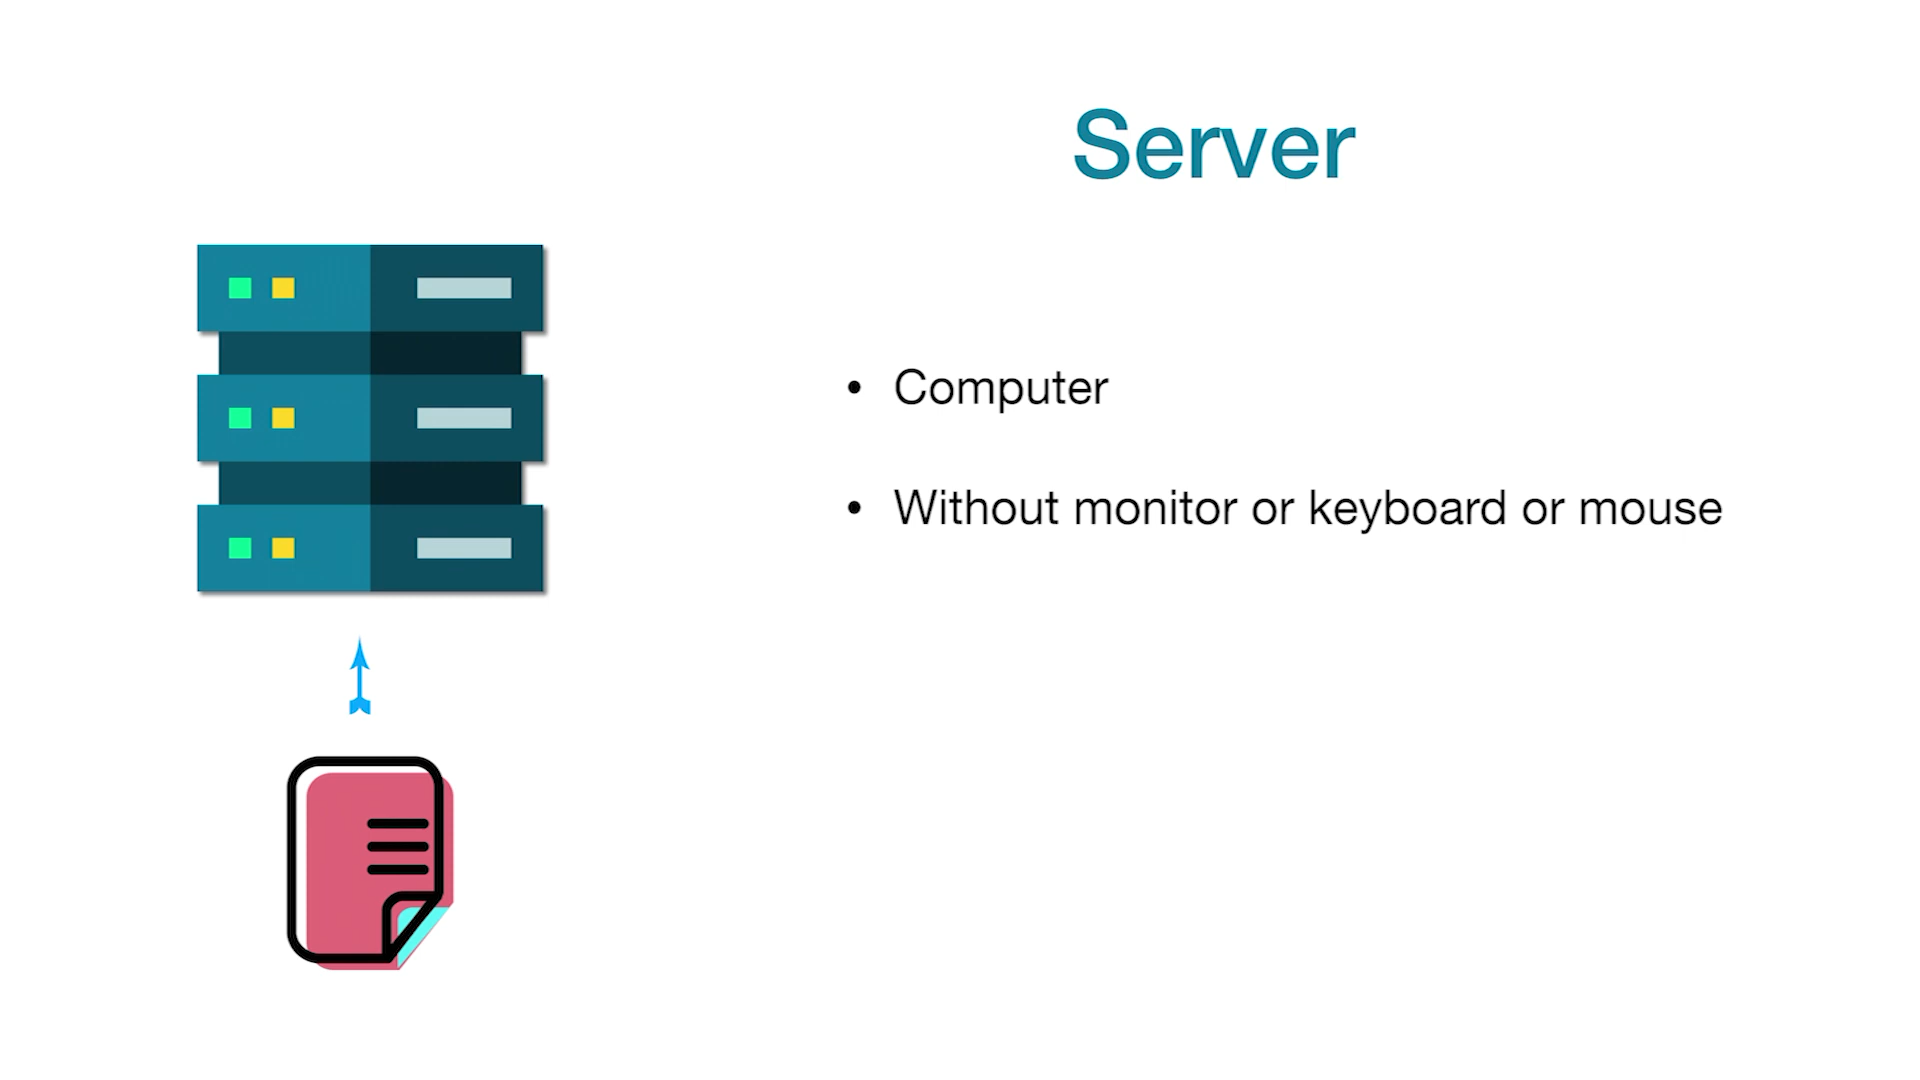 Server
• Computer
• Without monitor or keyboard or mouse